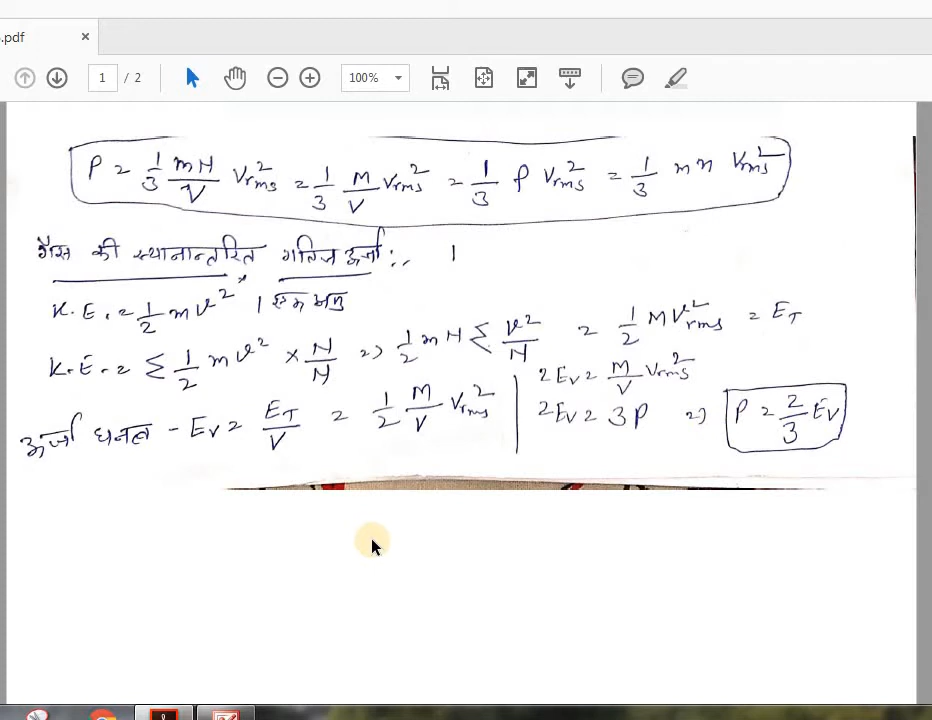 .pdf ×
1 / 2 100%
P = 1/3 mN/V Vrms² = 1/3 M/V Vrms² = 1/3 ρ Vrms² = 1/3 mn Vrms²
गैस की स्थानान्तरित गतिज ऊर्जा :.
K.E. = 1/2 mv² | एक अणु
K.E. = Σ 1/2 mv² × N/N => 1/2 mN Σ v²/N = 1/2 MVrms² = ET
2Ev = M/V Vrms²
ऊर्जा घनत्व - Ev = ET/V = 1/2 M/V Vrms²
2Ev = 3P => P = 2/3 Ev